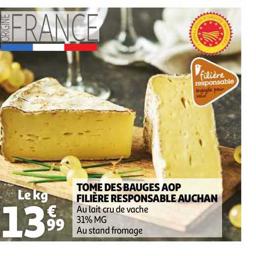 ORIGINE
FRANCE
filière
responsable
Le kg
13€99
TOME DES BAUGES AOP
FILIÈRE RESPONSABLE AUCHAN
Au lait cru de vache
31% MG
Au stand fromage